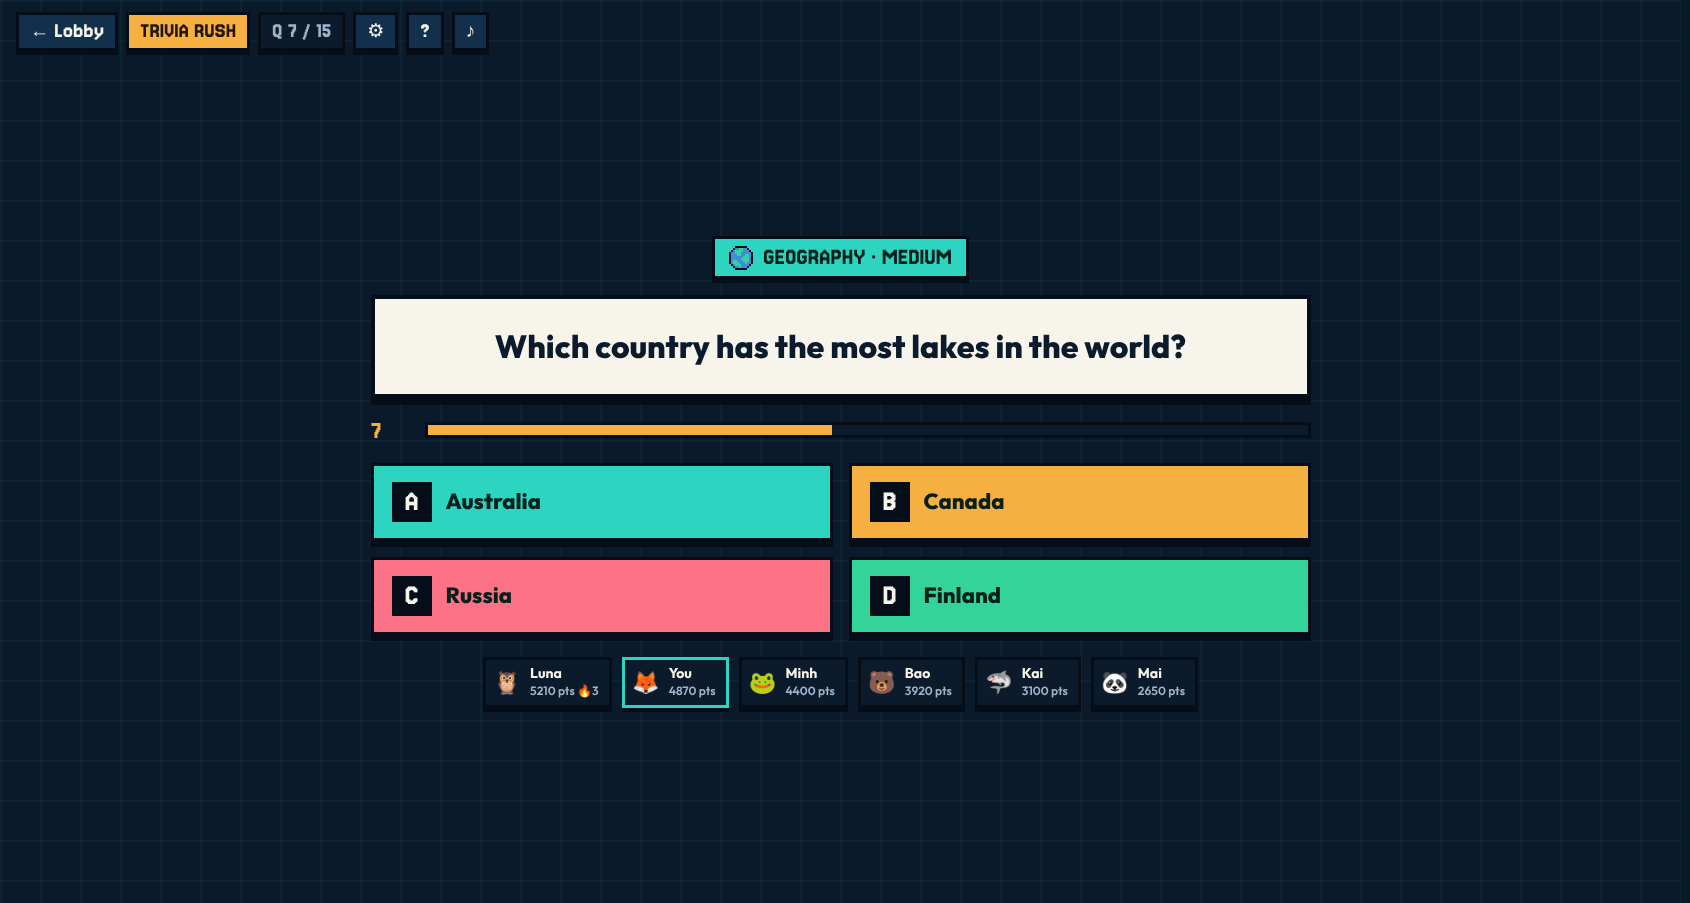 ← Lobby
TRIVIA RUSH
Q 7 / 15
⚙
?
♪
GEOGRAPHY · MEDIUM
Which country has the most lakes in the world?
7
A Australia
B Canada
C Russia
D Finland
Luna
5210 pts 🔥3
You
4870 pts
Minh
4400 pts
Bao
3920 pts
Kai
3100 pts
Mai
2650 pts